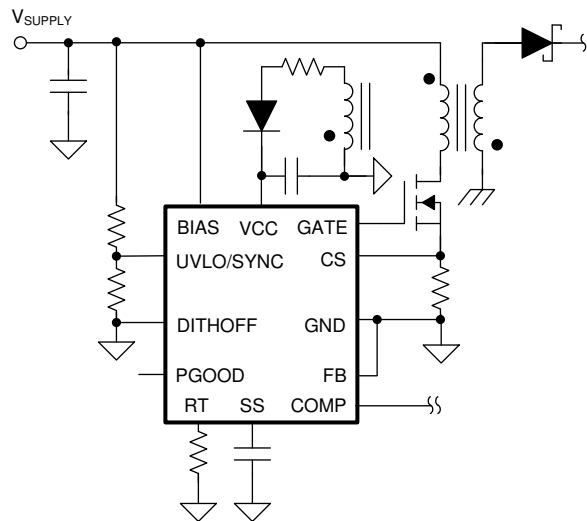 VSUPPLY
BIAS VCC GATE
UVLO/SYNC CS
DITHOFF GND
PGOOD FB
RT SS COMP